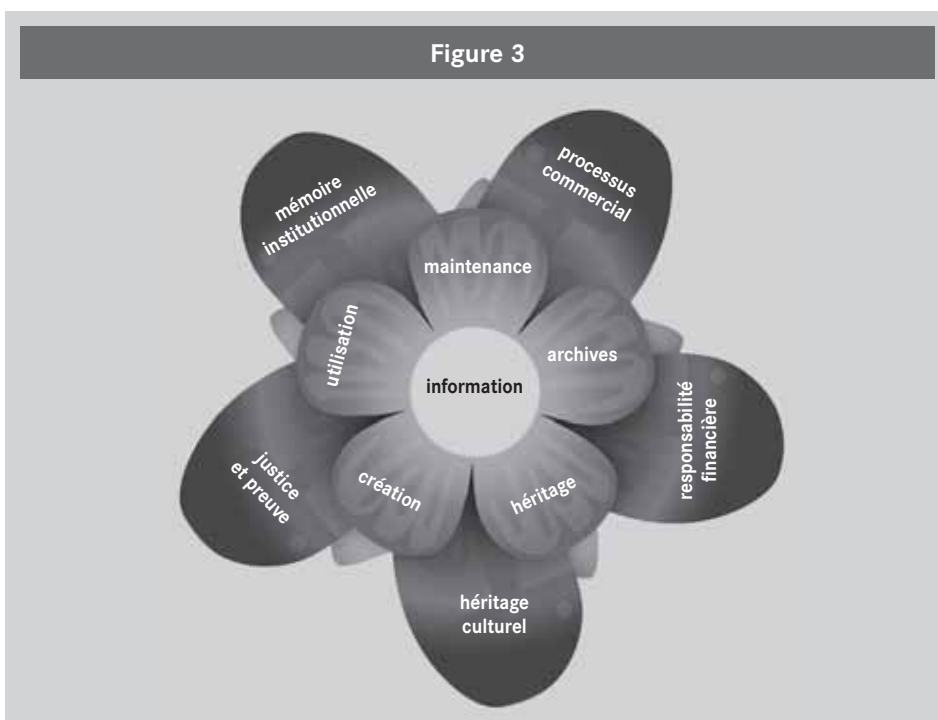 Figure 3
mémoire
institutionnelle
processus
commercial
maintenance
utilisation
archives
information
responsabilité
financière
justice
et preuve
création
héritage
héritage
culturel